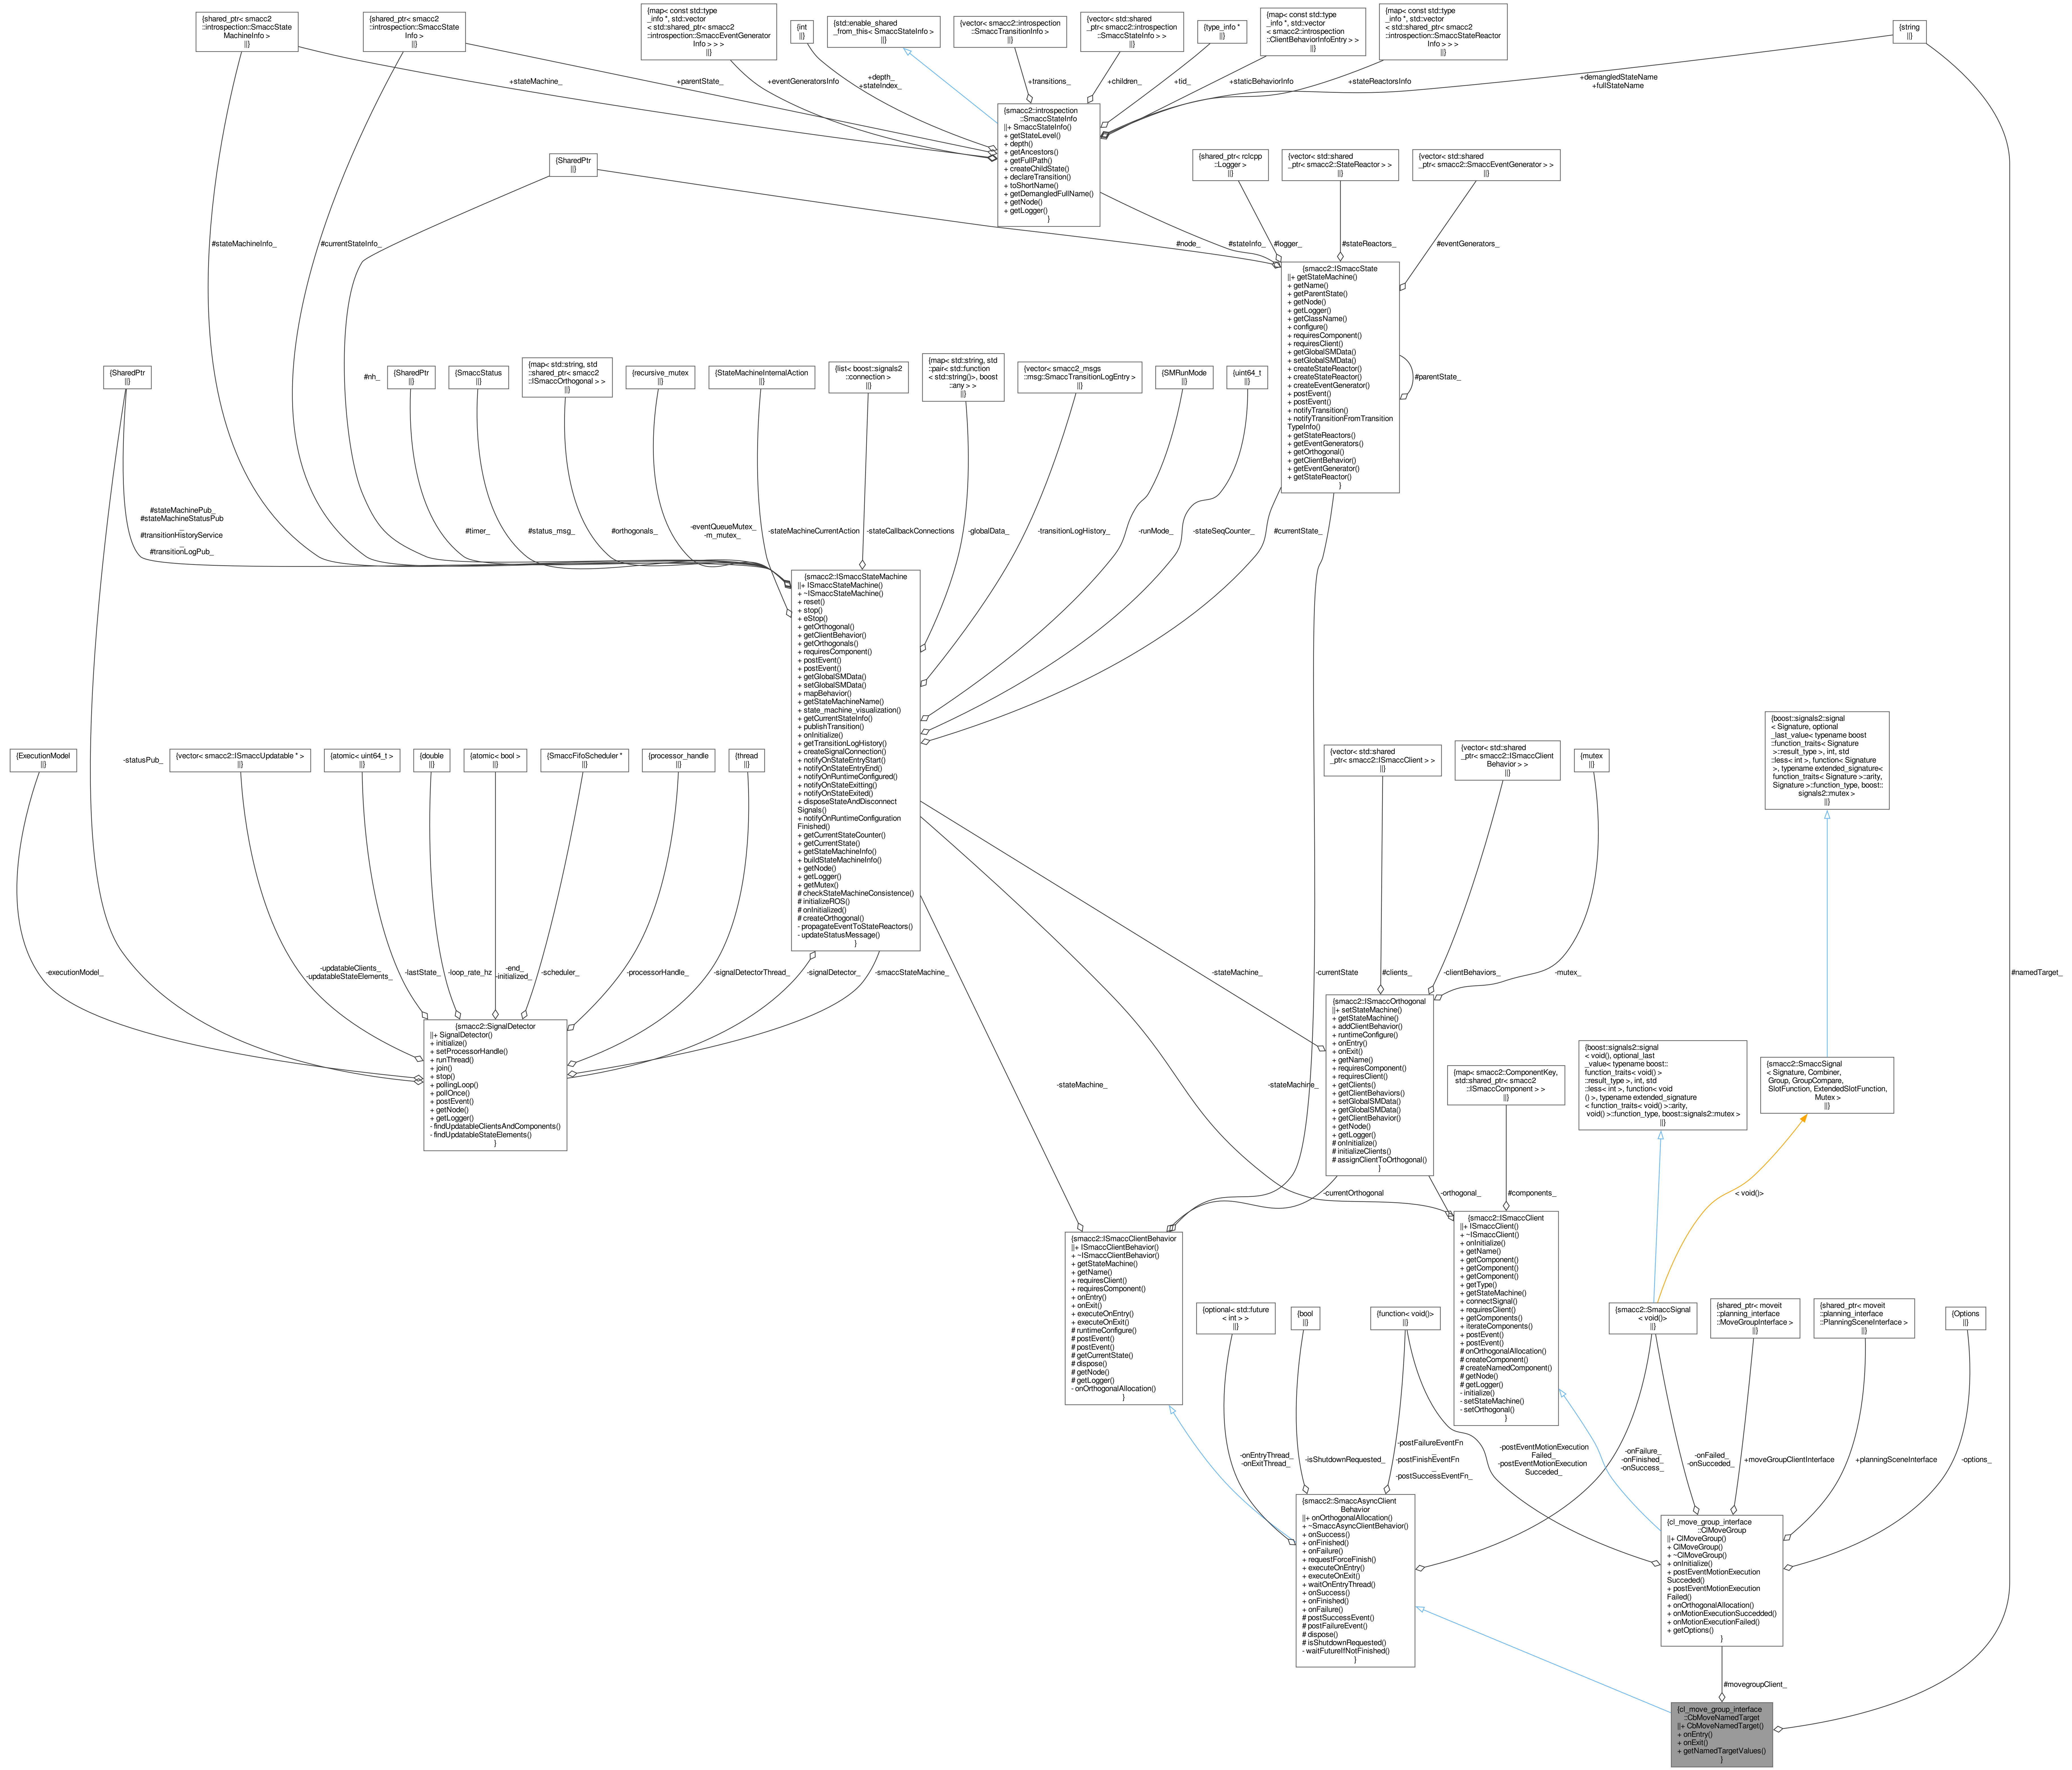 {shared_ptr< smacc2
::introspection::SmaccState
MachineInfo >
||}
{shared_ptr< smacc2
::introspection::SmaccState
Info >
||}
{map< const std::type
_info *, std::vector
< std::shared_ptr< smacc2
::introspection::SmaccEventGenerator
Info > > >
||}
{int
||}
{std::enable_shared
_from_this< SmaccStateInfo >
||}
{vector< smacc2::introspection
::SmaccTransitionInfo >
||}
{vector< std::shared
_ptr< smacc2::introspection
::SmaccStateInfo > >
||}
{type_info *
||}
{map< const std::type
_info *, std::vector
< smacc2::introspection
::ClientBehaviorInfoEntry > >
||}
{map< const std::type
_info *, std::vector
< std::shared_ptr< smacc2
::introspection::SmaccStateReactor
Info > > >
||}
{string
||}
+stateMachine_
+parentState_
+eventGeneratorsInfo
+depth_
+stateIndex_
+transitions_
+children_
+tid_
+staticBehaviorInfo
+stateReactorsInfo
+demangledStateName
+fullStateName
{smacc2::introspection
::SmaccStateInfo
||+ SmaccStateInfo()
+ getStateLevel()
+ depth()
+ getAncestors()
+ getFullPath()
+ createChildState()
+ declareTransition()
+ toShortName()
+ getDemangledFullName()
+ getNode()
+ getLogger()
}
{SharedPtr
||}
{shared_ptr< rclcpp
::Logger >
||}
{vector< std::shared
_ptr< smacc2::StateReactor > >
||}
{vector< std::shared
_ptr< smacc2::SmaccEventGenerator > >
||}
#stateMachineInfo_
#currentStateInfo_
#node_
#stateInfo_
#logger_
#stateReactors_
#eventGenerators_
{smacc2::ISmaccState
||+ getStateMachine()
+ getName()
+ getParentState()
+ getNode()
+ getLogger()
+ getClassName()
+ configure()
+ requiresComponent()
+ requiresClient()
+ getGlobalSMData()
+ setGlobalSMData()
+ createStateReactor()
+ createStateReactor()
+ createEventGenerator()
+ postEvent()
+ postEvent()
+ notifyTransition()
+ notifyTransitionFromTransition
TypeInfo()
+ getStateReactors()
+ getEventGenerators()
+ getOrthogonal()
+ getClientBehavior()
+ getEventGenerator()
+ getStateReactor()
}
#parentState_
{SharedPtr
||}
#nh_
{SharedPtr
||}
{SmaccStatus
||}
{map< std::string, std
::shared_ptr< smacc2
::ISmaccOrthogonal > >
||}
{recursive_mutex
||}
{StateMachineInternalAction
||}
{list< boost::signals2
::connection >
||}
{map< std::string, std
::pair< std::function
< std::string()>, boost
::any > >
||}
{vector< smacc2_msgs
::msg::SmaccTransitionLogEntry >
||}
{SMRunMode
||}
{uint64_t
||}
#stateMachinePub_
#stateMachineStatusPub
_
#transitionHistoryService
_
#transitionLogPub_
#timer_
#status_msg_
#orthogonals_
-eventQueueMutex_
-m_mutex_
-stateMachineCurrentAction
-stateCallbackConnections
-globalData_
-transitionLogHistory_
-runMode_
-stateSeqCounter_
#currentState_
{smacc2::ISmaccStateMachine
||+ ISmaccStateMachine()
+ ~ISmaccStateMachine()
+ reset()
+ stop()
+ eStop()
+ getOrthogonal()
+ getClientBehavior()
+ getOrthogonals()
+ requiresComponent()
+ postEvent()
+ postEvent()
+ getGlobalSMData()
+ setGlobalSMData()
+ mapBehavior()
+ getStateMachineName()
+ state_machine_visualization()
+ getCurrentStateInfo()
+ publishTransition()
+ onInitialize()
+ getTransitionLogHistory()
+ createSignalConnection()
+ notifyOnStateEntryStart()
+ notifyOnStateEntryEnd()
+ notifyOnRuntimeConfigured()
+ notifyOnStateExitting()
+ notifyOnStateExited()
+ disposeStateAndDisconnect
Signals()
+ notifyOnRuntimeConfiguration
Finished()
+ getCurrentStateCounter()
+ getCurrentState()
+ getStateMachineInfo()
+ buildStateMachineInfo()
+ getNode()
+ getLogger()
+ getMutex()
# checkStateMachineConsistence()
# initializeROS()
# onInitialized()
# createOrthogonal()
- propagateEventToStateReactors()
- updateStatusMessage()
}
{ExecutionModel
||}
-statusPub_
{vector< smacc2::ISmaccUpdatable * >
||}
{atomic< uint64_t >
||}
{double
||}
{atomic< bool >
||}
{SmaccFifoScheduler *
||}
{processor_handle
||}
{thread
||}
{vector< std::shared
_ptr< smacc2::ISmaccClient > >
||}
{vector< std::shared
_ptr< smacc2::ISmaccClient
Behavior > >
||}
{mutex
||}
{boost::signals2::signal
< Signature, optional
_last_value< typename boost
::function_traits< Signature
>::result_type >, int, std
::less< int >, function< Signature
>, typename extended_signature<
function_traits< Signature >::arity,
Signature >::function_type, boost::
signals2::mutex >
||}
-executionModel_
-updatableClients_
-updatableStateElements_
-lastState_
-loop_rate_hz
-end_
-initialized_
-scheduler_
-processorHandle_
-signalDetectorThread_
-signalDetector_
-smaccStateMachine_
-stateMachine_
-currentState
#clients_
-clientBehaviors_
-mutex_
#namedTarget_
{smacc2::SignalDetector
||+ SignalDetector()
+ initialize()
+ setProcessorHandle()
+ runThread()
+ join()
+ stop()
+ pollingLoop()
+ pollOnce()
+ postEvent()
+ getNode()
+ getLogger()
- findUpdatableClientsAndComponents()
- findUpdatableStateElements()
}
{smacc2::ISmaccOrthogonal
||+ setStateMachine()
+ getStateMachine()
+ addClientBehavior()
+ runtimeConfigure()
+ onEntry()
+ onExit()
+ getName()
+ requiresComponent()
+ requiresClient()
+ getClients()
+ getClientBehaviors()
+ setGlobalSMData()
+ getGlobalSMData()
+ getClientBehavior()
+ getNode()
+ getLogger()
# onInitialize()
# initializeClients()
# assignClientToOrthogonal()
}
-stateMachine_
-stateMachine_
{map< smacc2::ComponentKey,
std::shared_ptr< smacc2
::ISmaccComponent > >
||}
{boost::signals2::signal
< void(), optional_last
_value< typename boost::
function_traits< void() >
::result_type >, int, std
::less< int >, function< void
() >, typename extended_signature
< function_traits< void() >::arity,
void() >::function_type, boost::signals2::mutex >
||}
{smacc2::SmaccSignal
< Signature, Combiner,
Group, GroupCompare,
SlotFunction, ExtendedSlotFunction,
Mutex >
||}
-currentOrthogonal
-orthogonal_
#components_
< void()>
{smacc2::ISmaccClientBehavior
||+ ISmaccClientBehavior()
+ ~ISmaccClientBehavior()
+ getStateMachine()
+ getName()
+ requiresClient()
+ requiresComponent()
+ onEntry()
+ onExit()
+ executeOnEntry()
+ executeOnExit()
# runtimeConfigure()
# postEvent()
# postEvent()
# getCurrentState()
# dispose()
# getNode()
# getLogger()
- onOrthogonalAllocation()
}
{smacc2::ISmaccClient
||+ ISmaccClient()
+ ~ISmaccClient()
+ onInitialize()
+ getName()
+ getComponent()
+ getComponent()
+ getComponent()
+ getType()
+ getStateMachine()
+ connectSignal()
+ requiresClient()
+ getComponents()
+ iterateComponents()
+ postEvent()
+ postEvent()
# onOrthogonalAllocation()
# createComponent()
# createNamedComponent()
# getNode()
# getLogger()
- initialize()
- setStateMachine()
- setOrthogonal()
}
{optional< std::future
< int > >
||}
{bool
||}
{function< void()>
||}
{smacc2::SmaccSignal
< void()>
||}
{shared_ptr< moveit
::planning_interface
::MoveGroupInterface >
||}
{shared_ptr< moveit
::planning_interface
::PlanningSceneInterface >
||}
{Options
||}
-onEntryThread_
-onExitThread_
-isShutdownRequested_
-postFailureEventFn
_
-postFinishEventFn
_
-postSuccessEventFn_
-postEventMotionExecution
Failed_
-postEventMotionExecution
Succeded_
-onFailure_
-onFinished_
-onSuccess_
-onFailed_
-onSucceded_
+moveGroupClientInterface
+planningSceneInterface
-options_
{smacc2::SmaccAsyncClient
Behavior
||+ onOrthogonalAllocation()
+ ~SmaccAsyncClientBehavior()
+ onSuccess()
+ onFinished()
+ onFailure()
+ requestForceFinish()
+ executeOnEntry()
+ executeOnExit()
+ waitOnEntryThread()
+ onSuccess()
+ onFinished()
+ onFailure()
# postSuccessEvent()
# postFailureEvent()
# dispose()
# isShutdownRequested()
- waitFutureIfNotFinished()
}
{cl_move_group_interface
::ClMoveGroup
||+ ClMoveGroup()
+ ClMoveGroup()
+ ~ClMoveGroup()
+ onInitialize()
+ postEventMotionExecution
Succeded()
+ postEventMotionExecution
Failed()
+ onOrthogonalAllocation()
+ onMotionExecutionSuccedded()
+ onMotionExecutionFailed()
+ getOptions()
}
#movegroupClient_
{cl_move_group_interface
::CbMoveNamedTarget
||+ CbMoveNamedTarget()
+ onEntry()
+ onExit()
+ getNamedTargetValues()
}